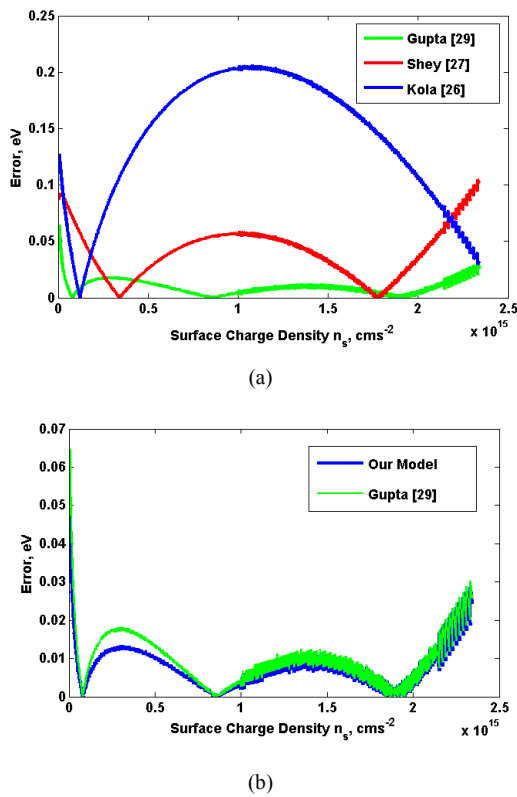 0.25
0.2
0.15
0.1
0.05
0
Error, eV
Gupta [29]
Shey [27]
Kola [26]
0 0.5 1 1.5 2 2.5
x 10^15
Surface Charge Density n_s, cms^-2
(a)
0.07
0.06
0.05
0.04
0.03
0.02
0.01
0
Error, eV
Our Model
Gupta [29]
0 0.5 1 1.5 2 2.5
x 10^15
Surface Charge Density n_s, cms^-2
(b)